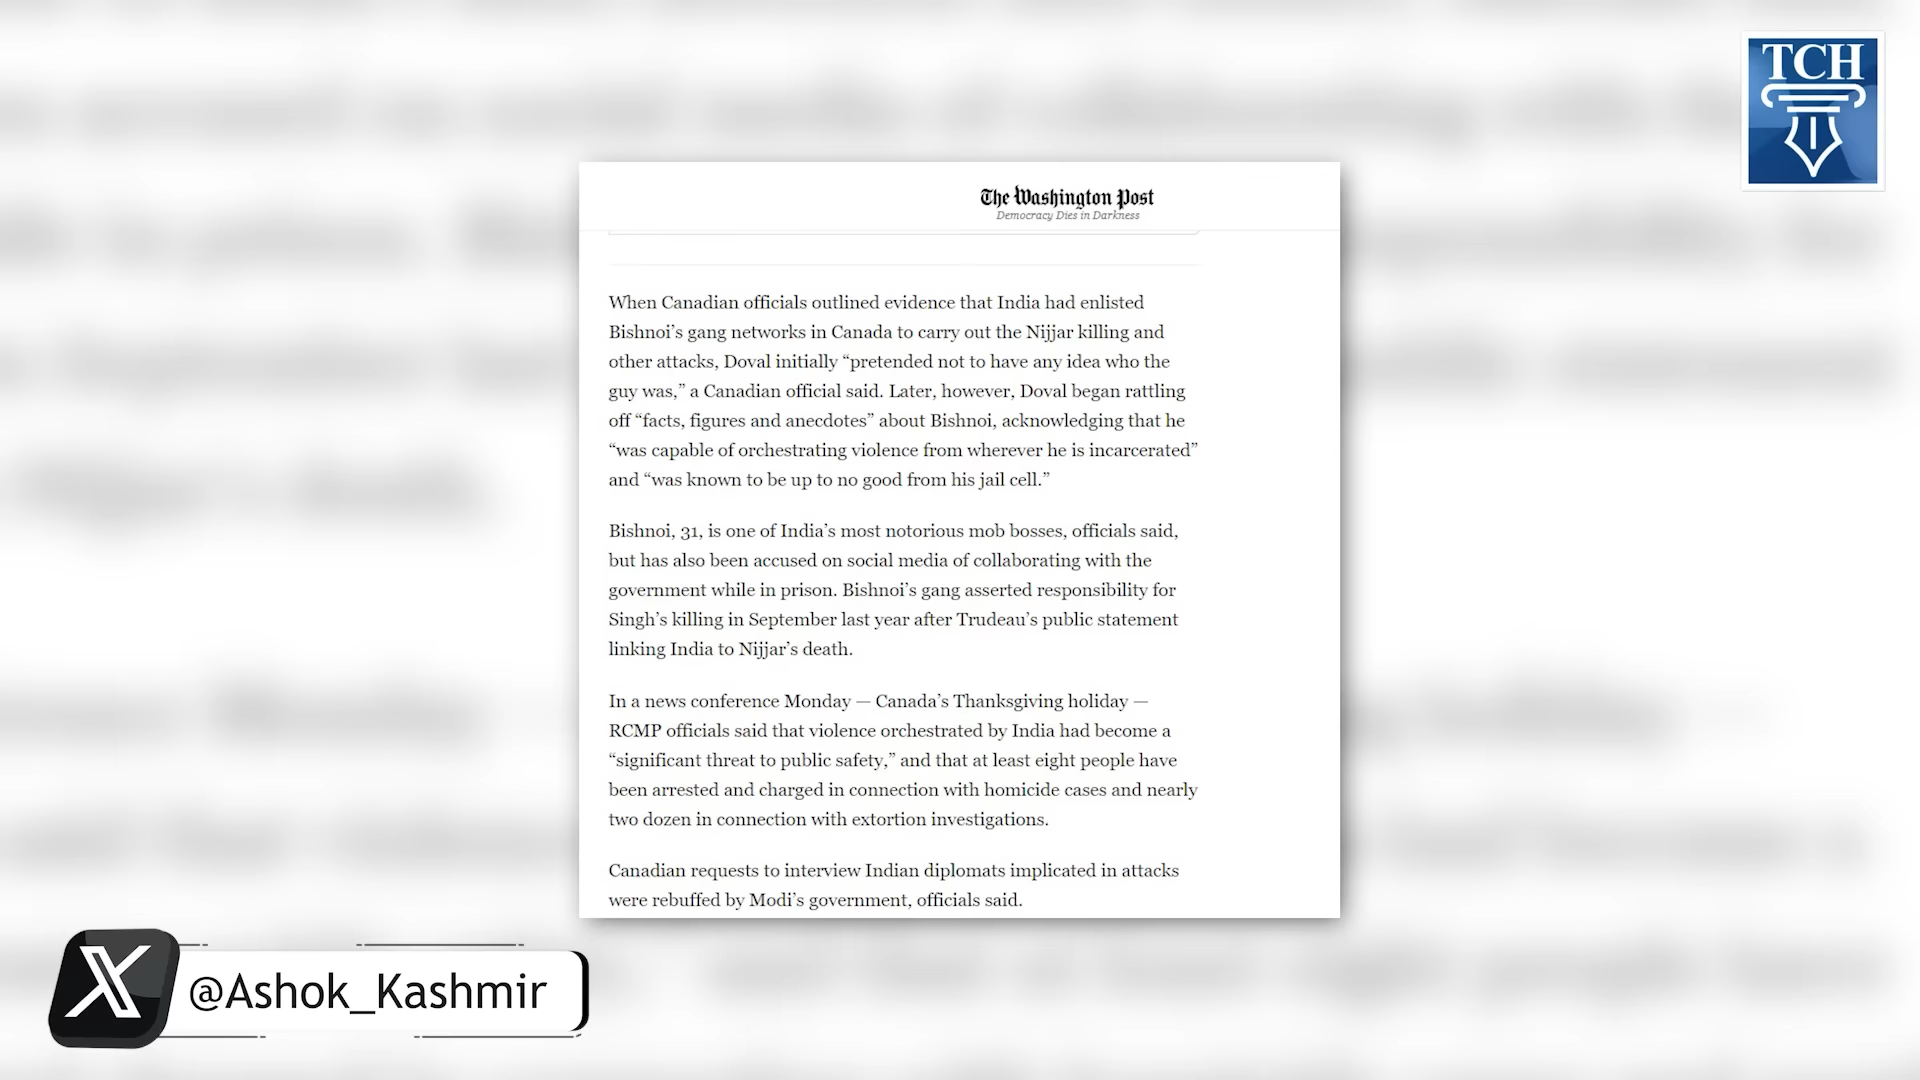 TCH
The Washington Post
Democracy Dies in Darkness
When Canadian officials outlined evidence that India had enlisted
Bishnoi’s gang networks in Canada to carry out the Nijjar killing and
other attacks, Doval initially “pretended not to have any idea who the
guy was,” a Canadian official said. Later, however, Doval began rattling
off “facts, figures and anecdotes” about Bishnoi, acknowledging that he
“was capable of orchestrating violence from wherever he is incarcerated”
and “was known to be up to no good from his jail cell.”
Bishnoi, 31, is one of India’s most notorious mob bosses, officials said,
but has also been accused on social media of collaborating with the
government while in prison. Bishnoi’s gang asserted responsibility for
Singh’s killing in September last year after Trudeau’s public statement
linking India to Nijjar’s death.
In a news conference Monday — Canada’s Thanksgiving holiday —
RCMP officials said that violence orchestrated by India had become a
“significant threat to public safety,” and that at least eight people have
been arrested and charged in connection with homicide cases and nearly
two dozen in connection with extortion investigations.
Canadian requests to interview Indian diplomats implicated in attacks
were rebuffed by Modi’s government, officials said.
@Ashok_Kashmir